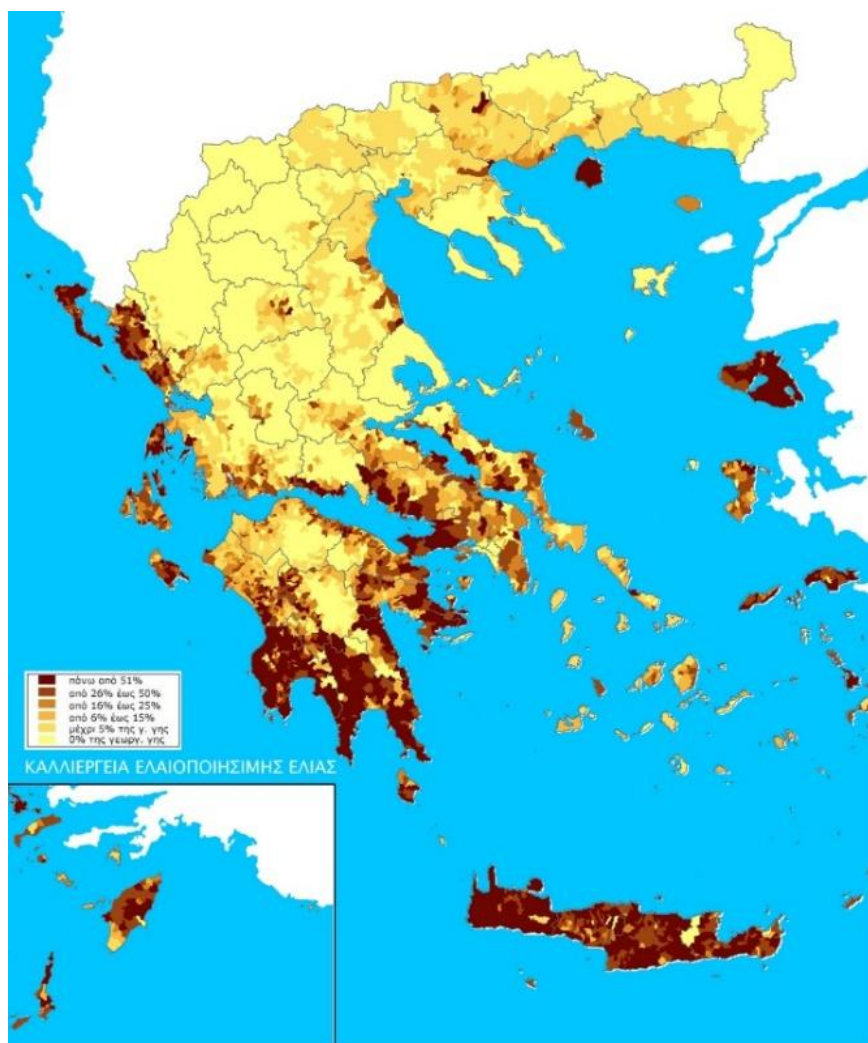 πάνω από 51%
από 26% έως 50%
από 16% έως 25%
από 6% έως 15%
μέχρι 5% της γ. γης
0% της γεωργ. γης
ΚΑΛΛΙΕΡΓΕΙΑ ΕΛΑΙΟΠΟΙΗΣΙΜΗΣ ΕΛΙΑΣ